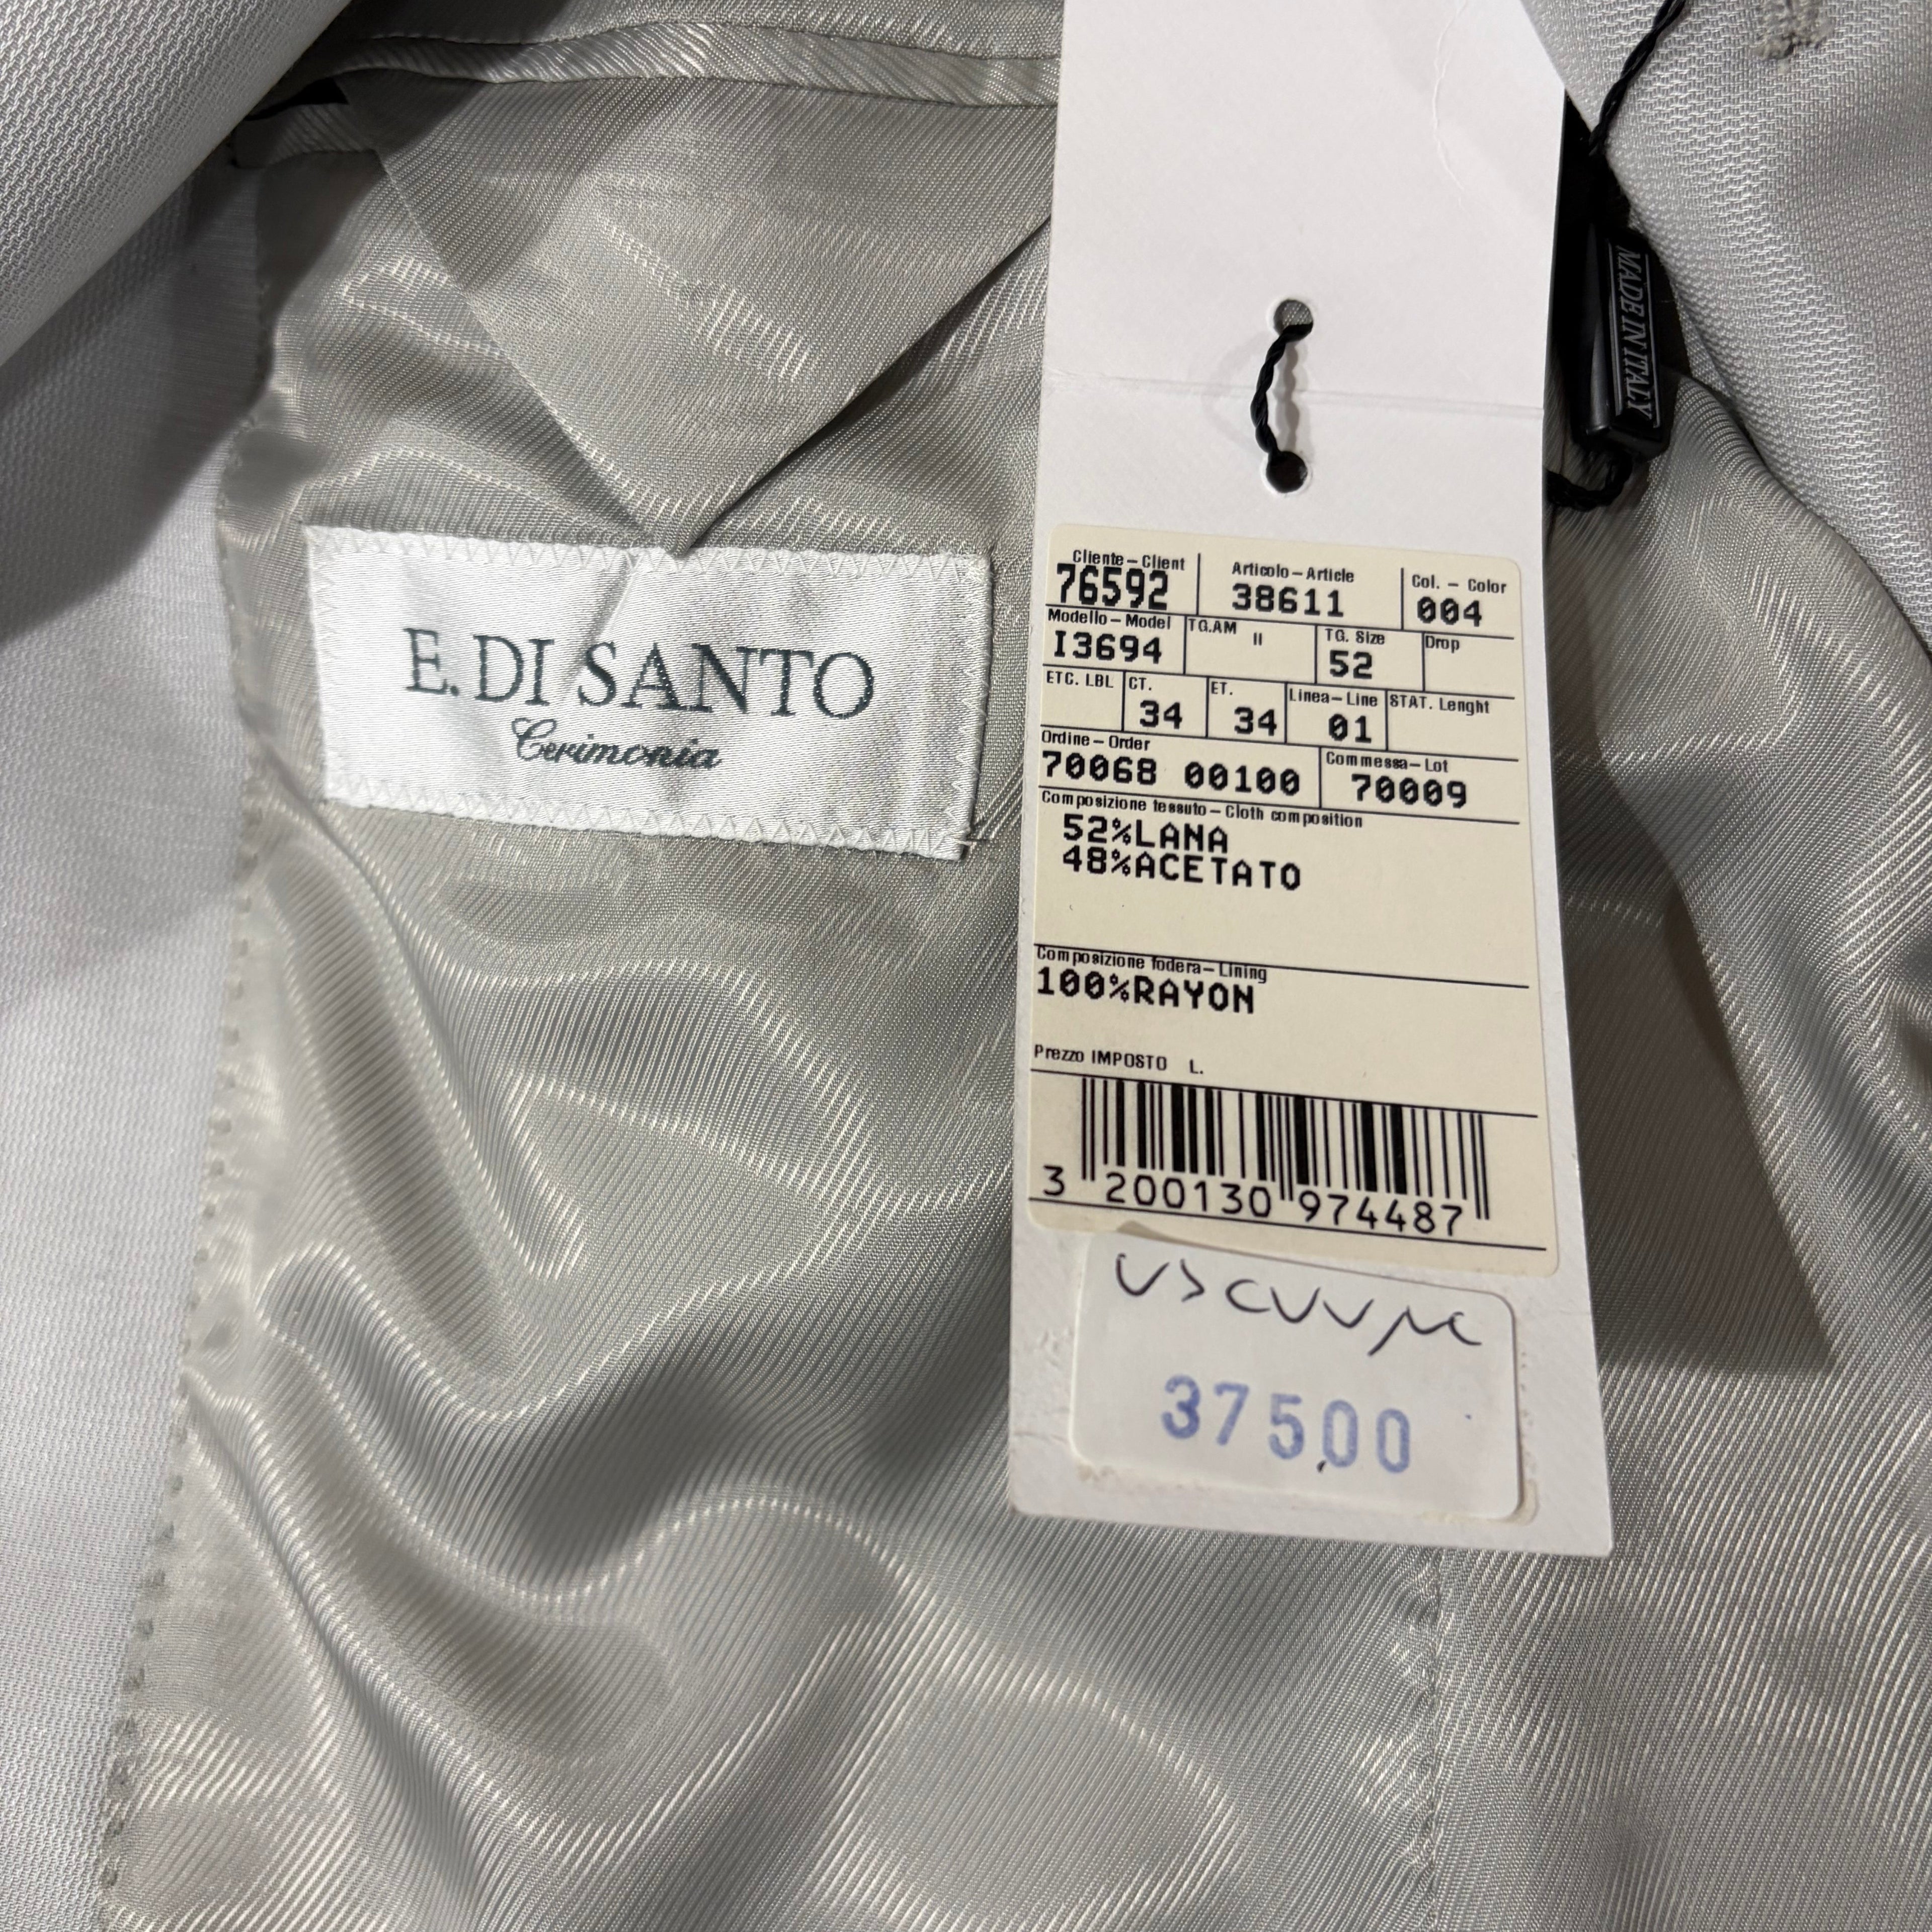 E. DI SANTO
Cerimonia
MADE IN ITALY
Cliente-Client
76592
Articolo-Article
38611
Col. - Color
004
Modello-Model
I3694
TG.AM
TG. Size
52
Drop
ETC. LBL
CT.
34
ET.
34
Linea-Line
01
STAT. Lenght
Ordine-Order
70068 00100
Commessa-Lot
70009
Composizione tessuto-Cloth composition
52%LANA
48%ACETATO
Composizione fodera-Lining
100%RAYON
Prezzo IMPOSTO L.
3 200130 974487
37500